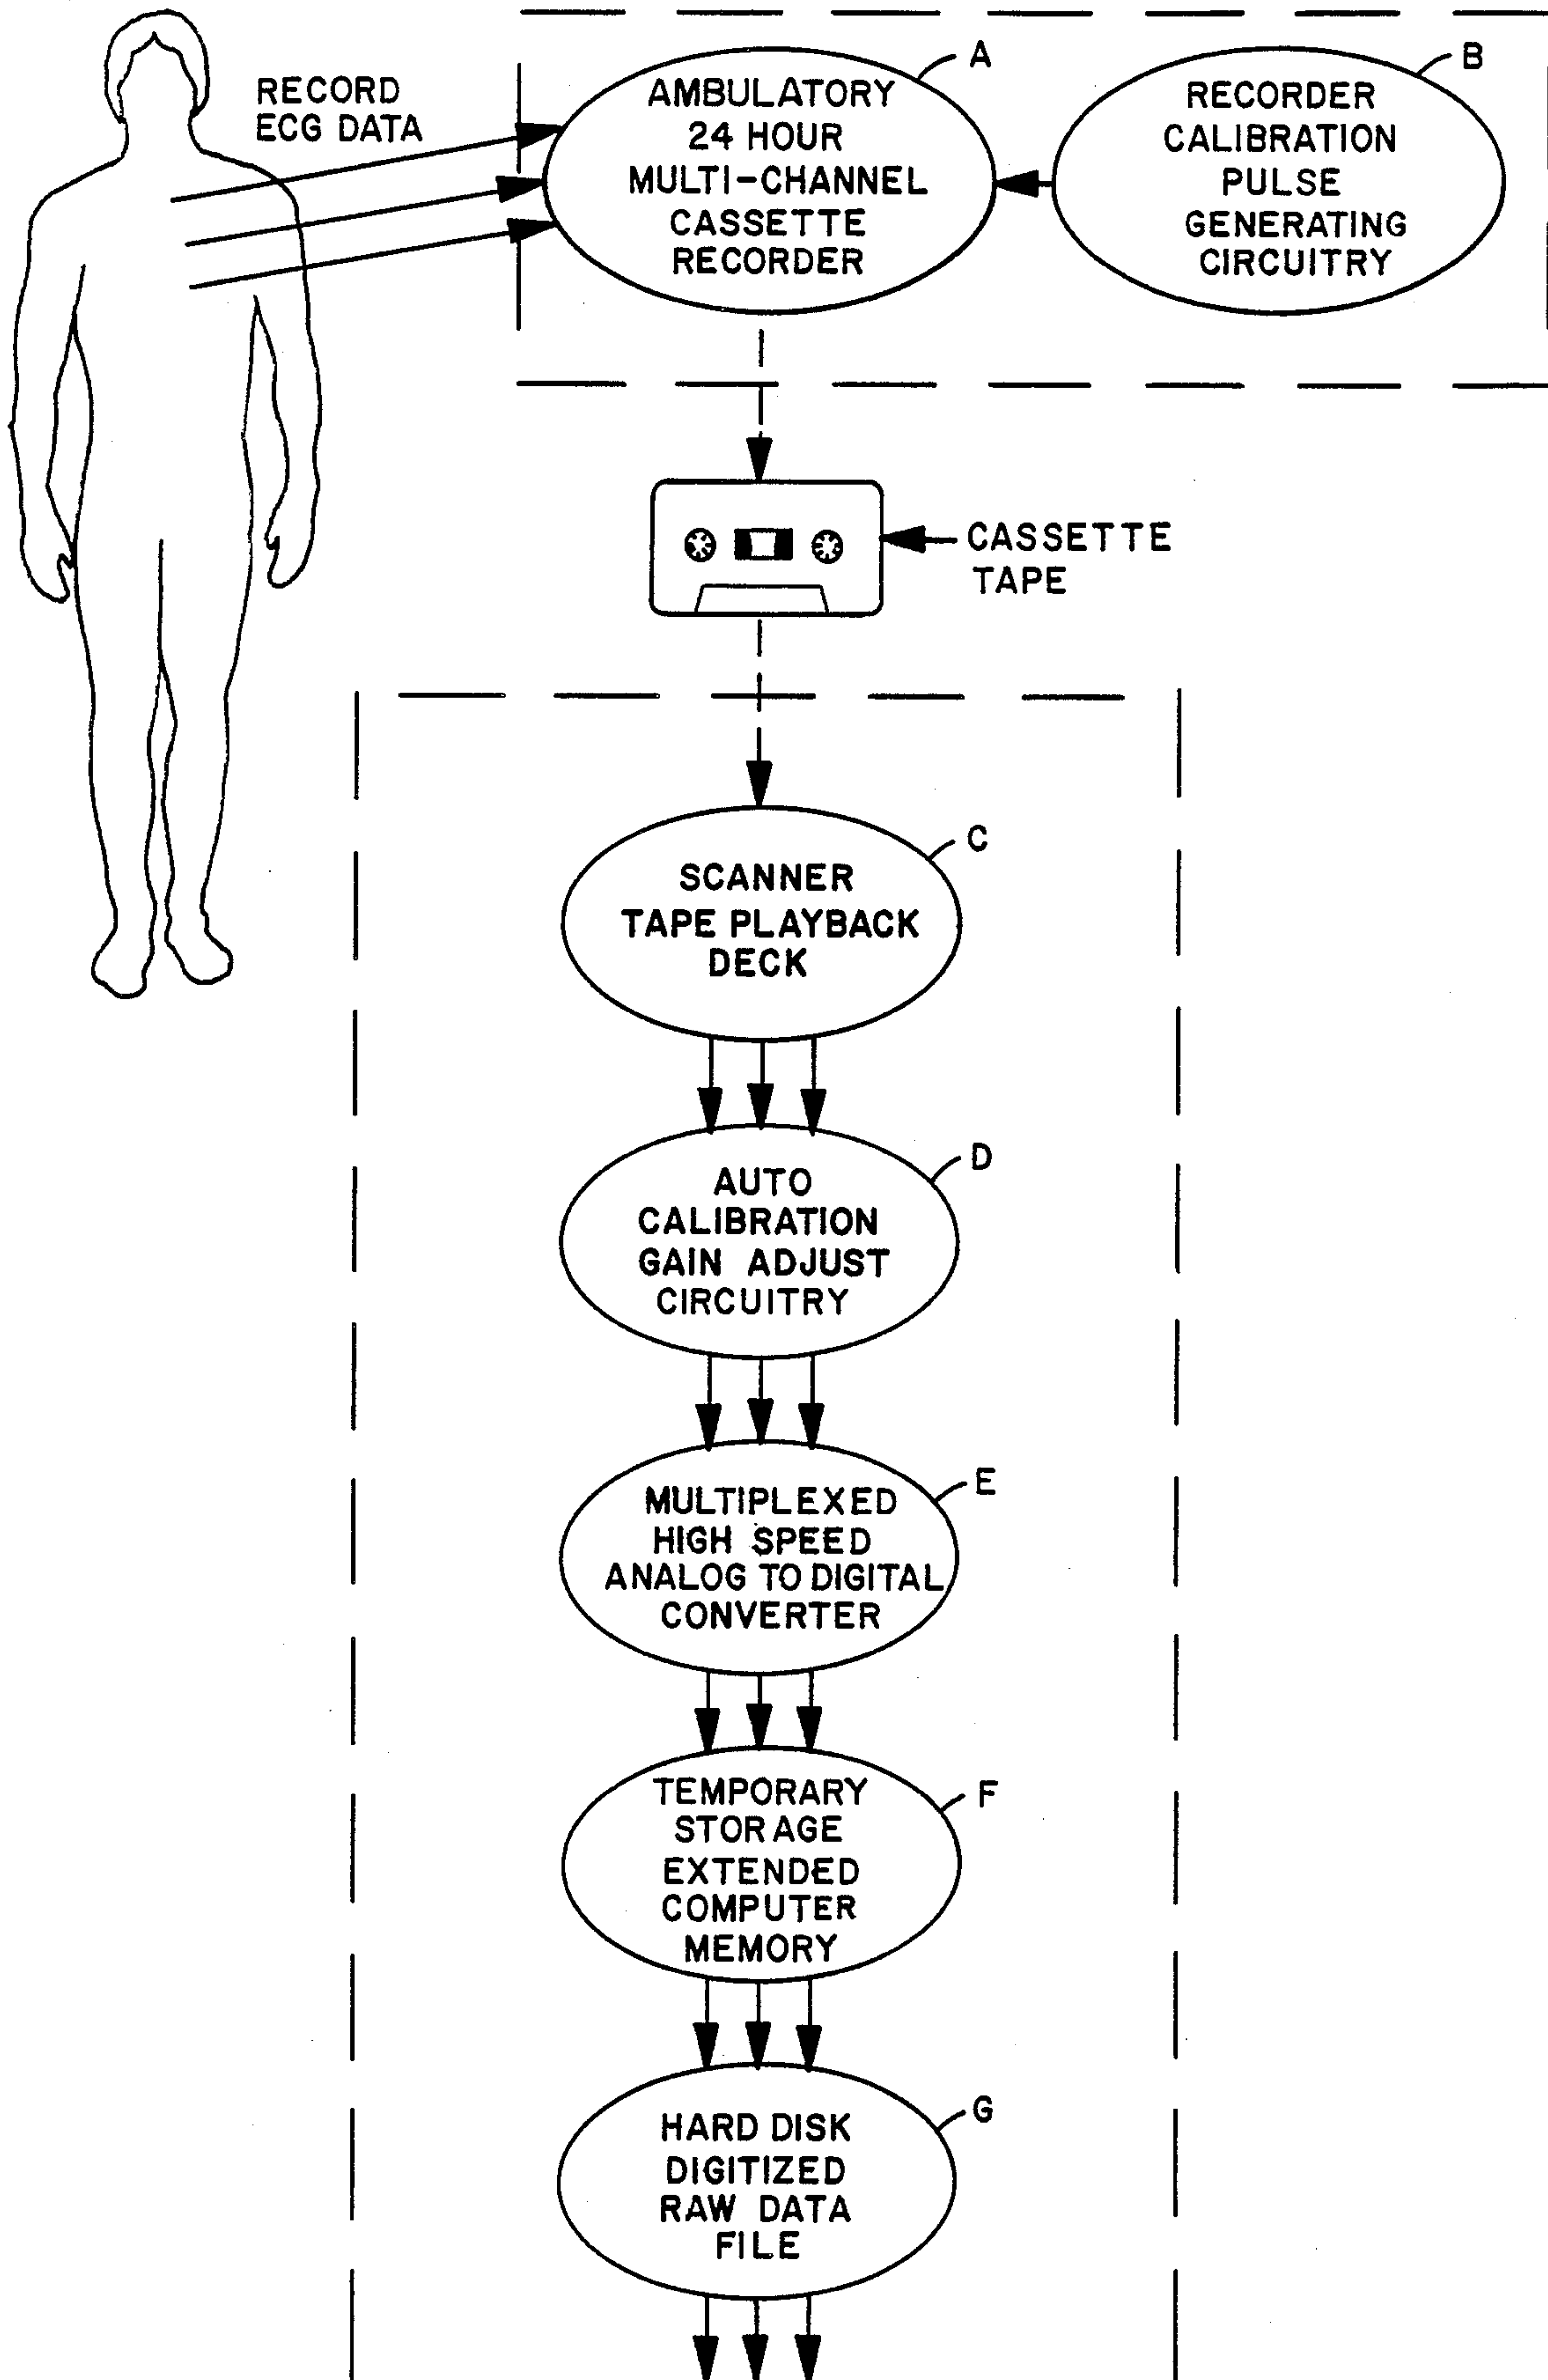 RECORD
ECG DATA
A
AMBULATORY
24 HOUR
MULTI-CHANNEL
CASSETTE
RECORDER
B
RECORDER
CALIBRATION
PULSE
GENERATING
CIRCUITRY
CASSETTE
TAPE
C
SCANNER
TAPE PLAYBACK
DECK
D
AUTO
CALIBRATION
GAIN ADJUST
CIRCUITRY
E
MULTIPLEXED
HIGH SPEED
ANALOG TO DIGITAL
CONVERTER
F
TEMPORARY
STORAGE
EXTENDED
COMPUTER
MEMORY
G
HARD DISK
DIGITIZED
RAW DATA
FILE